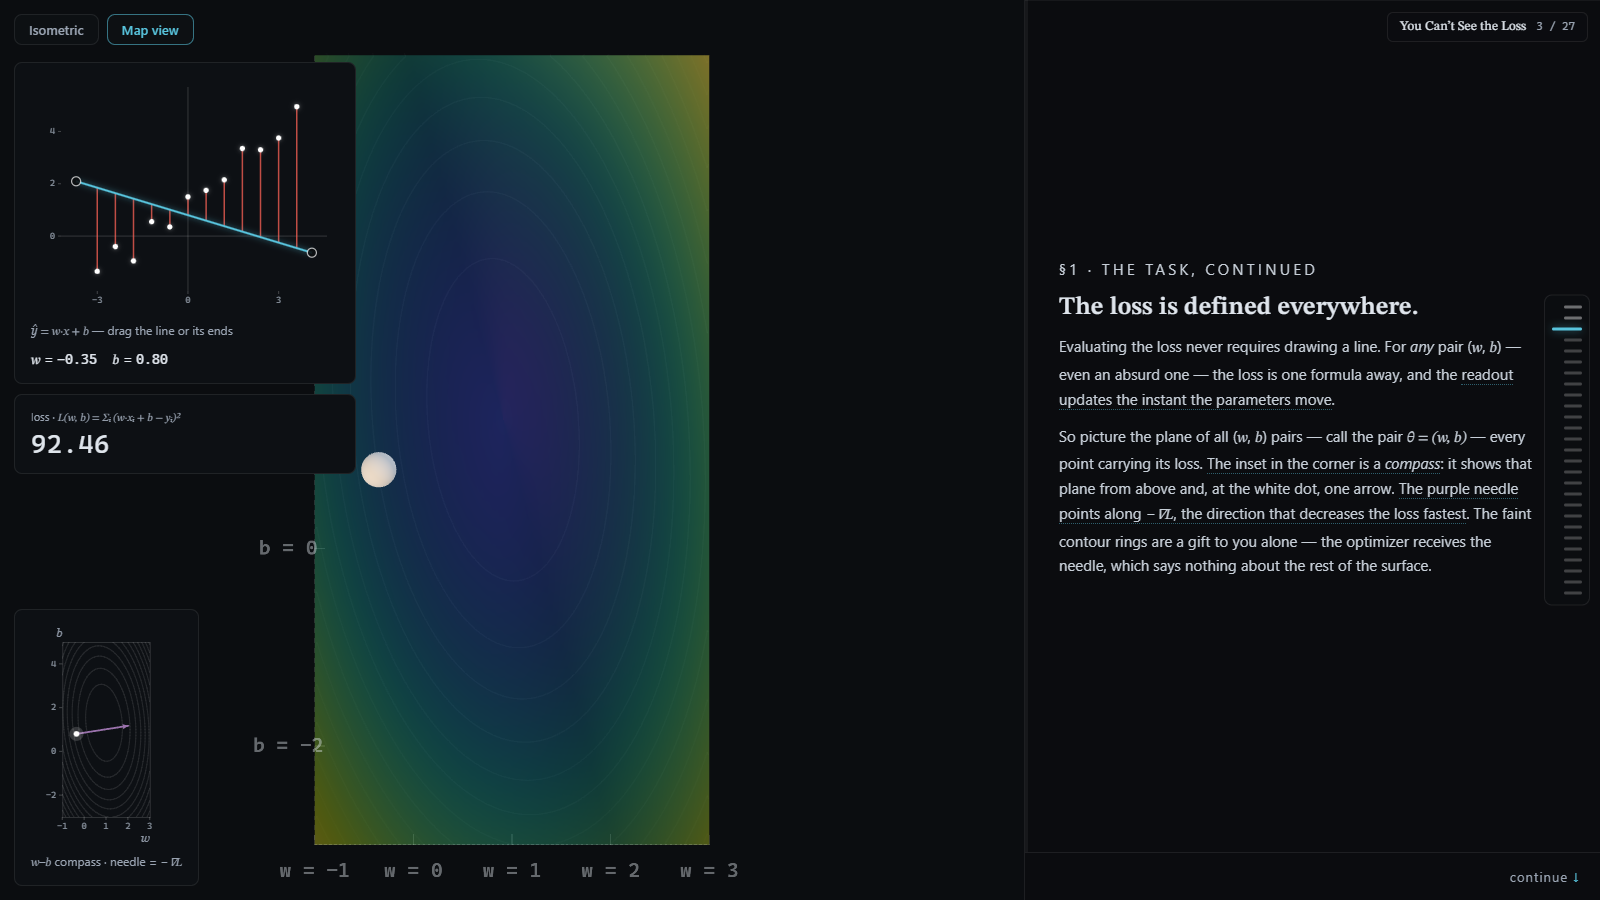 Isometric
Map view
You Can't See the Loss 3 / 27
4
2
0
−3
0
3
ŷ = w·x + b — drag the line or its ends
w = −0.35 b = 0.80
loss · L(w, b) = Σᵢ (w·xᵢ + b − yᵢ)²
92.46
b = 0
b = −2
w = −1
w = 0
w = 1
w = 2
w = 3
b
4
2
0
−2
−1
0
1
2
3
w
w–b compass · needle = − ∇L
§1 · THE TASK, CONTINUED
The loss is defined everywhere.
Evaluating the loss never requires drawing a line. For any pair (w, b) —
even an absurd one — the loss is one formula away, and the readout
updates the instant the parameters move.
So picture the plane of all (w, b) pairs — call the pair θ = (w, b) — every
point carrying its loss. The inset in the corner is a compass: it shows that
plane from above and, at the white dot, one arrow. The purple needle
points along − ∇L, the direction that decreases the loss fastest. The faint
contour rings are a gift to you alone — the optimizer receives the
needle, which says nothing about the rest of the surface.
continue ↓